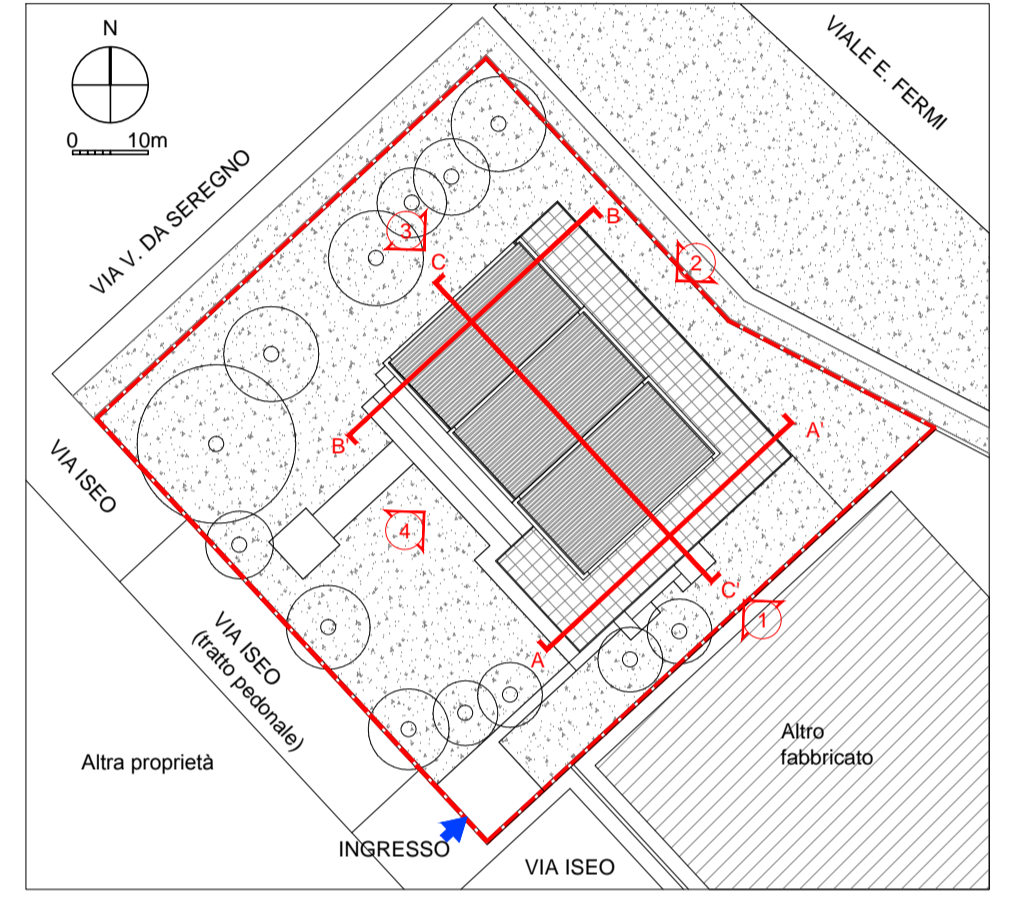 N
0 10m
VIALE E. FERMI
VIA V. DA SEREGNO
B
3
2
C
A'
B'
VIA ISEO
4
C'
1
A
VIA ISEO
(tratto pedonale)
Altra proprietà
Altro
fabbricato
INGRESSO
VIA ISEO